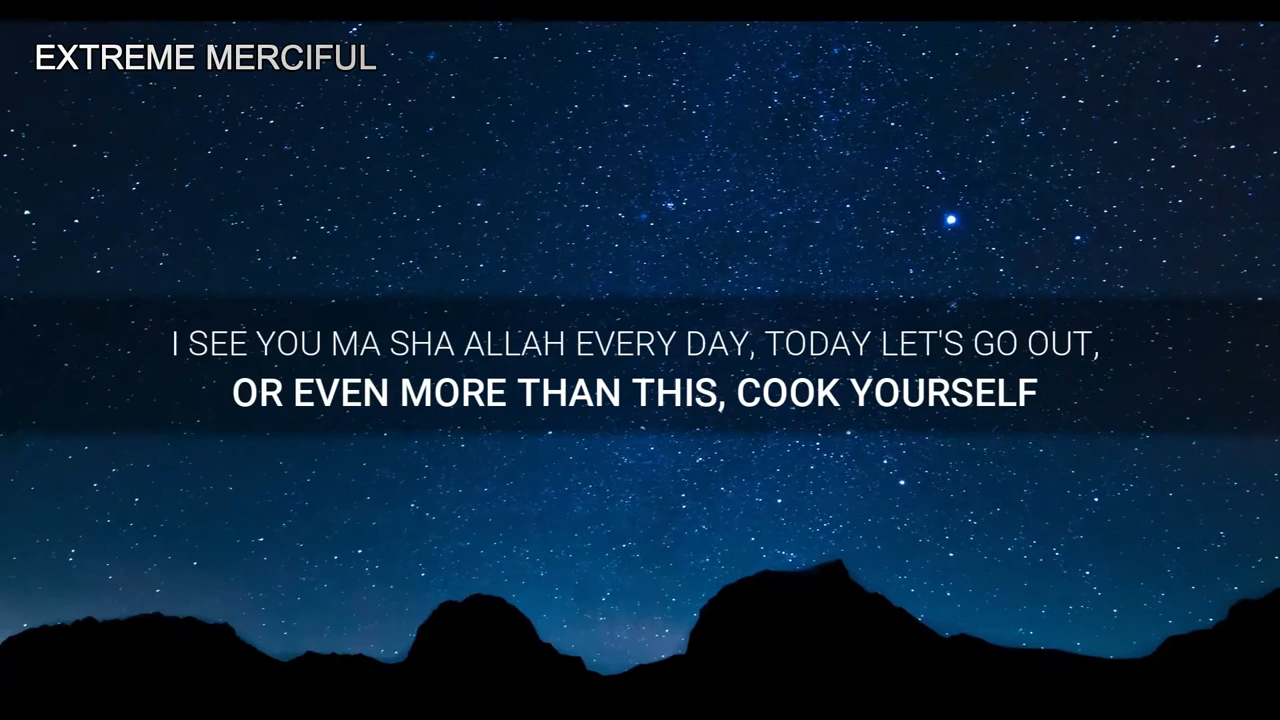 EXTREME MERCIFUL
I SEE YOU MA SHA ALLAH EVERY DAY, TODAY LET'S GO OUT,
OR EVEN MORE THAN THIS, COOK YOURSELF